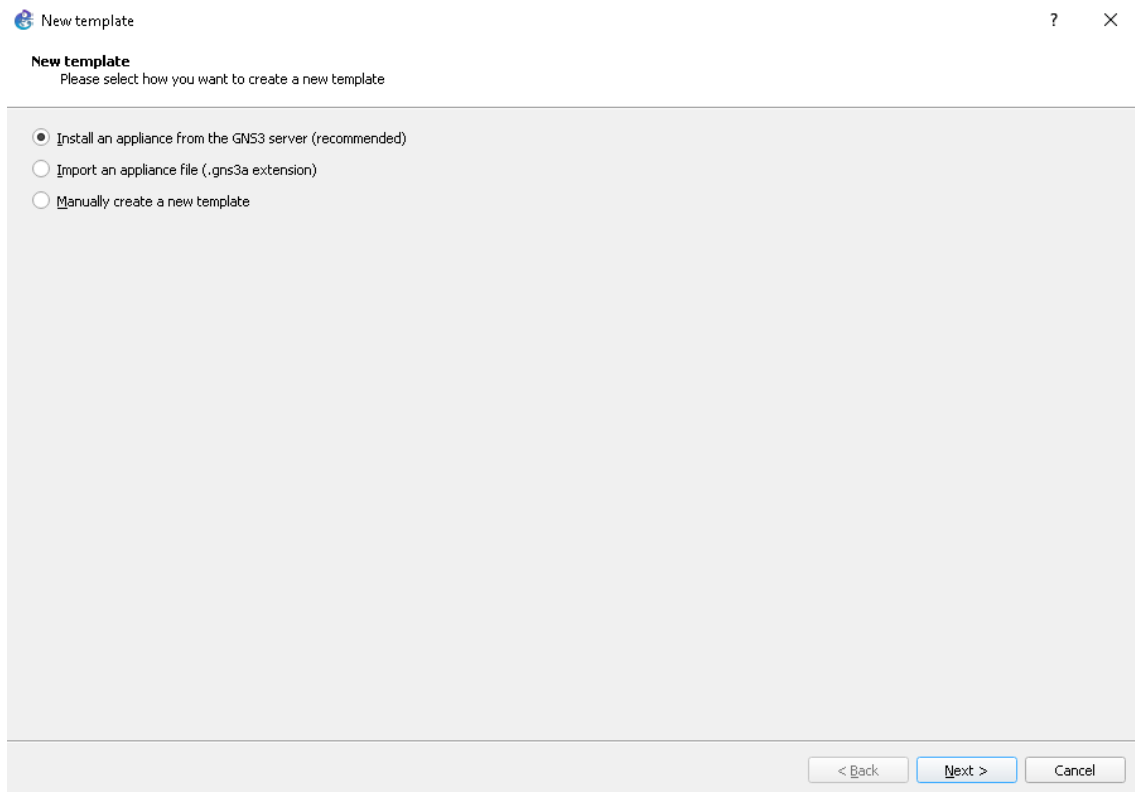 New template
?
New template
Please select how you want to create a new template
Install an appliance from the GNS3 server (recommended)
Import an appliance file (.gns3a extension)
Manually create a new template
< Back
Next >
Cancel